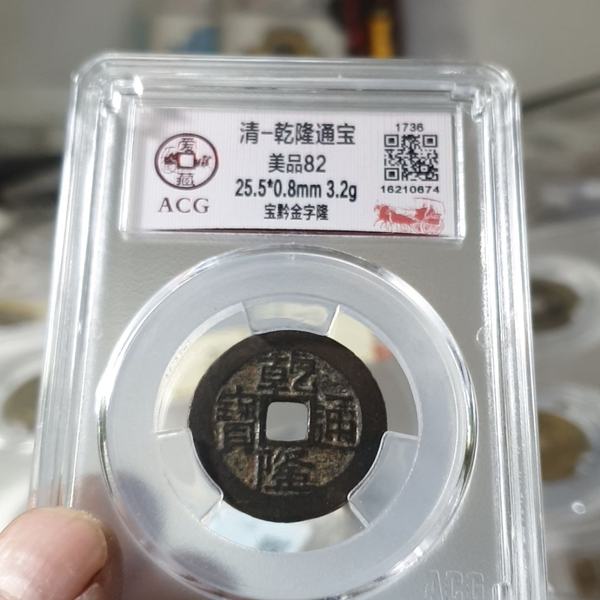 清-乾隆通宝
美品82
25.5*0.8mm 3.2g
宝黔金字隆
1736
16210674
爱藏
ACG
乾隆通寶
ACG